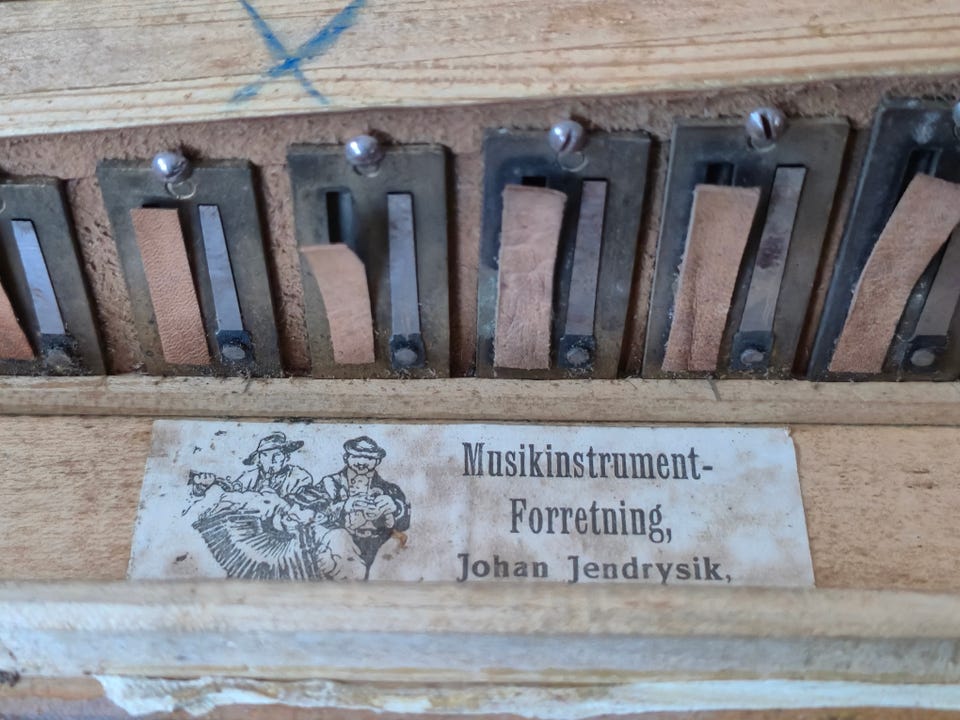 Musikinstrument-
Forretning,
Johan Jendrysik,